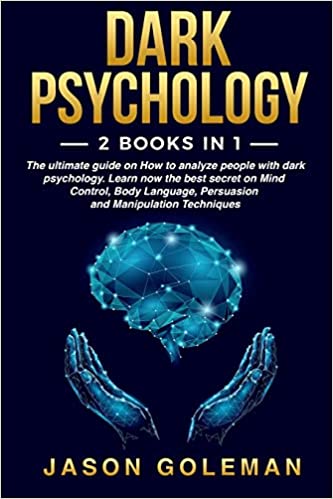 DARK
PSYCHOLOGY
2 BOOKS IN 1
The ultimate guide on How to analyze people with dark
psychology. Learn now the best secret on Mind
Control, Body Language, Persuasion
and Manipulation Techniques
JASON GOLEMAN